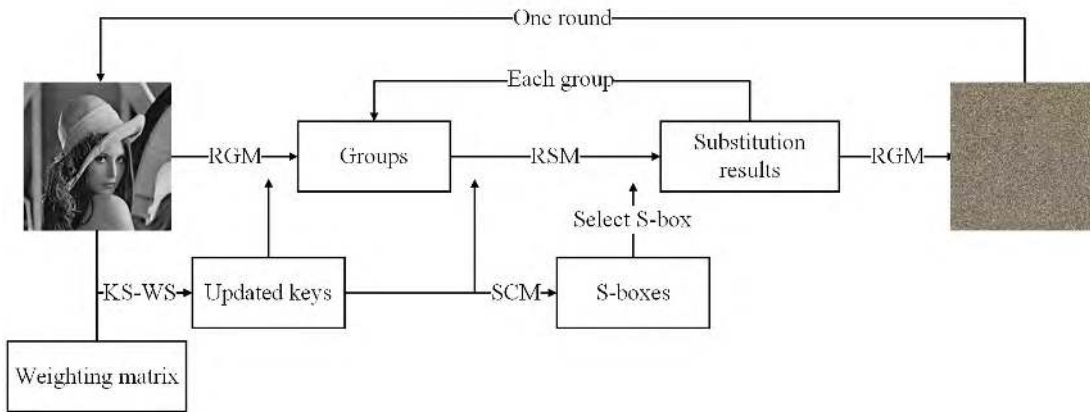 One round
Each group
RGM
Groups
RSM
Substitution
results
RGM
Select S-box
KS-WS
Updated keys
SCM
S-boxes
Weighting matrix